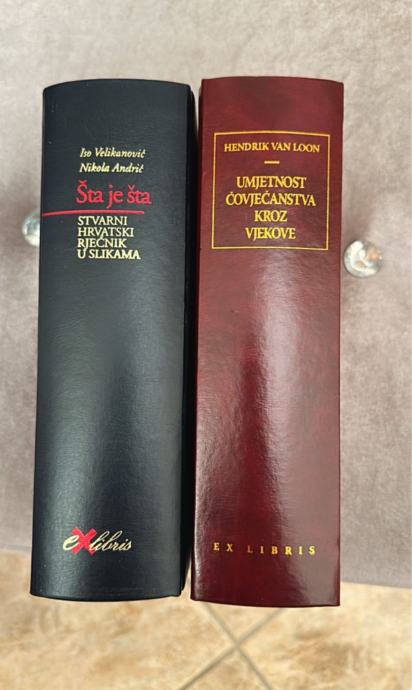 Iso Velikanović
Nikola Andrić
Šta je šta
STVARNI
HRVATSKI
RJEČNIK
U SLIKAMA
eXlibris
HENDRIK VAN LOON
UMJETNOST
ČOVJEČANSTVA
KROZ
VJEKOVE
EX LIBRIS